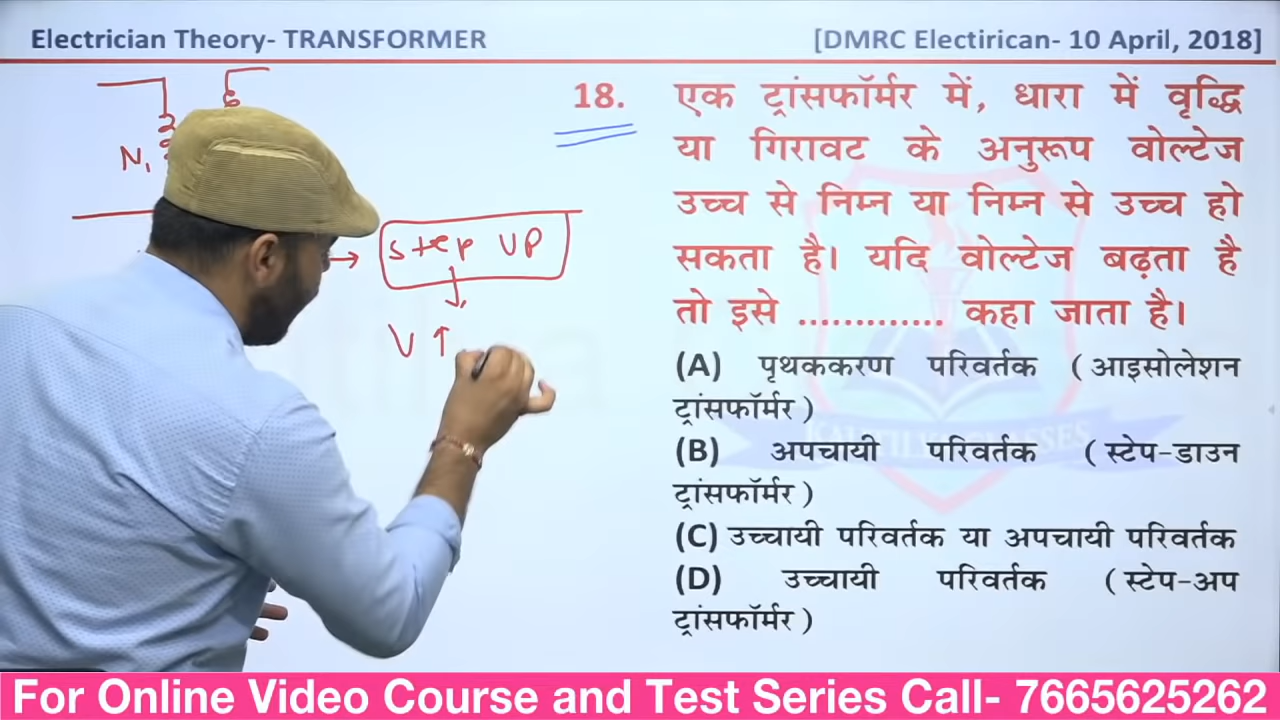 Electrician Theory- TRANSFORMER
[DMRC Electirican- 10 April, 2018]
N₁
step UP
V ↑
18. एक ट्रांसफॉर्मर में, धारा में वृद्धि
या गिरावट के अनुरूप वोल्टेज
उच्च से निम्न या निम्न से उच्च हो
सकता है। यदि वोल्टेज बढ़ता है
तो इसे .............. कहा जाता है।
(A) पृथककरण परिवर्तक (आइसोलेशन
ट्रांसफॉर्मर)
(B) अपचायी परिवर्तक (स्टेप-डाउन
ट्रांसफॉर्मर)
(C) उच्चायी परिवर्तक या अपचायी परिवर्तक
(D) उच्चायी परिवर्तक (स्टेप-अप
ट्रांसफॉर्मर)
For Online Video Course and Test Series Call- 7665625262